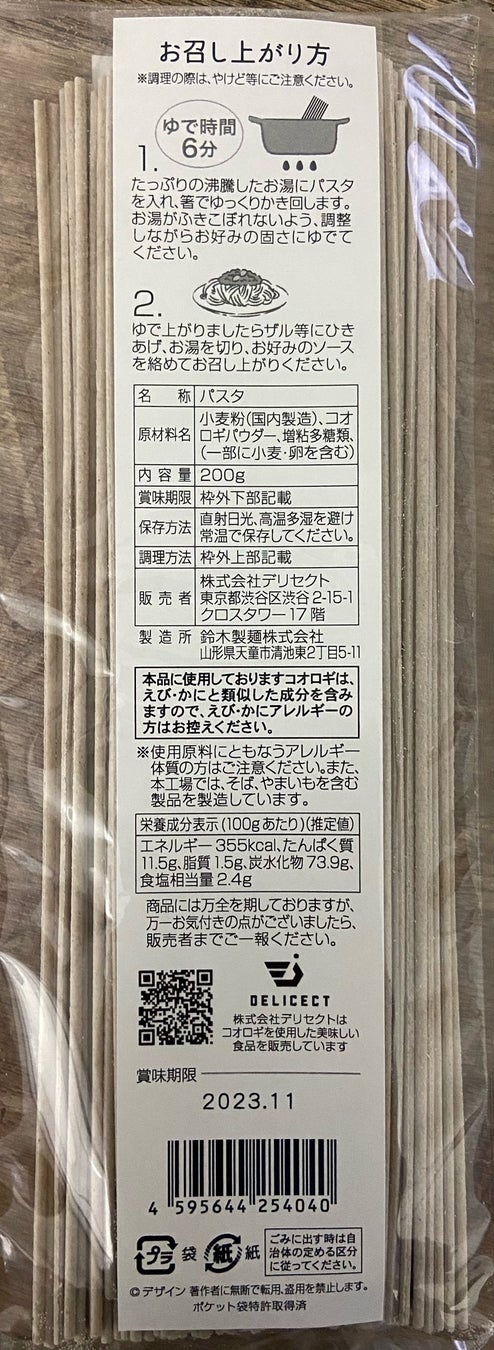 お召し上がり方
※調理の際は、やけど等にご注意ください。
ゆで時間
6分
1.
たっぷりの沸騰したお湯にパスタ
を入れ、箸でゆっくりかき回します。
お湯がふきこぼれないよう、調整
しながらお好みの固さにゆでて
ください。
2.
ゆで上がりましたらザル等にひき
あげ、お湯を切り、お好みのソース
を絡めてお召し上がりください。
名 称 パスタ
原材料名 小麦粉(国内製造)、コオ
ロギパウダー、増粘多糖類、
(一部に小麦・卵を含む)
内容量 200g
賞味期限 枠外下部記載
保存方法 直射日光、高温多湿を避け
常温で保存してください。
調理方法 枠外上部記載
販売者 株式会社デリセクト
東京都渋谷区渋谷2-15-1
クロスタワー17階
製造所 鈴木製麺株式会社
山形県天童市清池東2丁目5-11
本品に使用しておりますコオロギは、
えび・かにと類似した成分を含み
ますので、えび・かにアレルギーの
方はお控えください。
※使用原料にともなうアレルギー
体質の方はご注意ください。また、
本工場では、そば、やまいもを含む
製品を製造しています。
栄養成分表示(100gあたり)(推定値)
エネルギー355kcal、たんぱく質
11.5g、脂質1.5g、炭水化物73.9g、
食塩相当量2.4g
商品には万全を期しておりますが、
万一お気付きの点がございましたら、
販売者までご一報ください。
DELICECT
株式会社デリセクトは
コオロギを使用した美味しい
食品を販売しています
賞味期限
2023.11
4 595644 254040
プラ 袋 紙 紙
ごみに出す時は自
治体の定める区分
に従ってください。
©デザイン 著作者に無断で転用、盗用を禁止します。
ポケット袋特許取得済